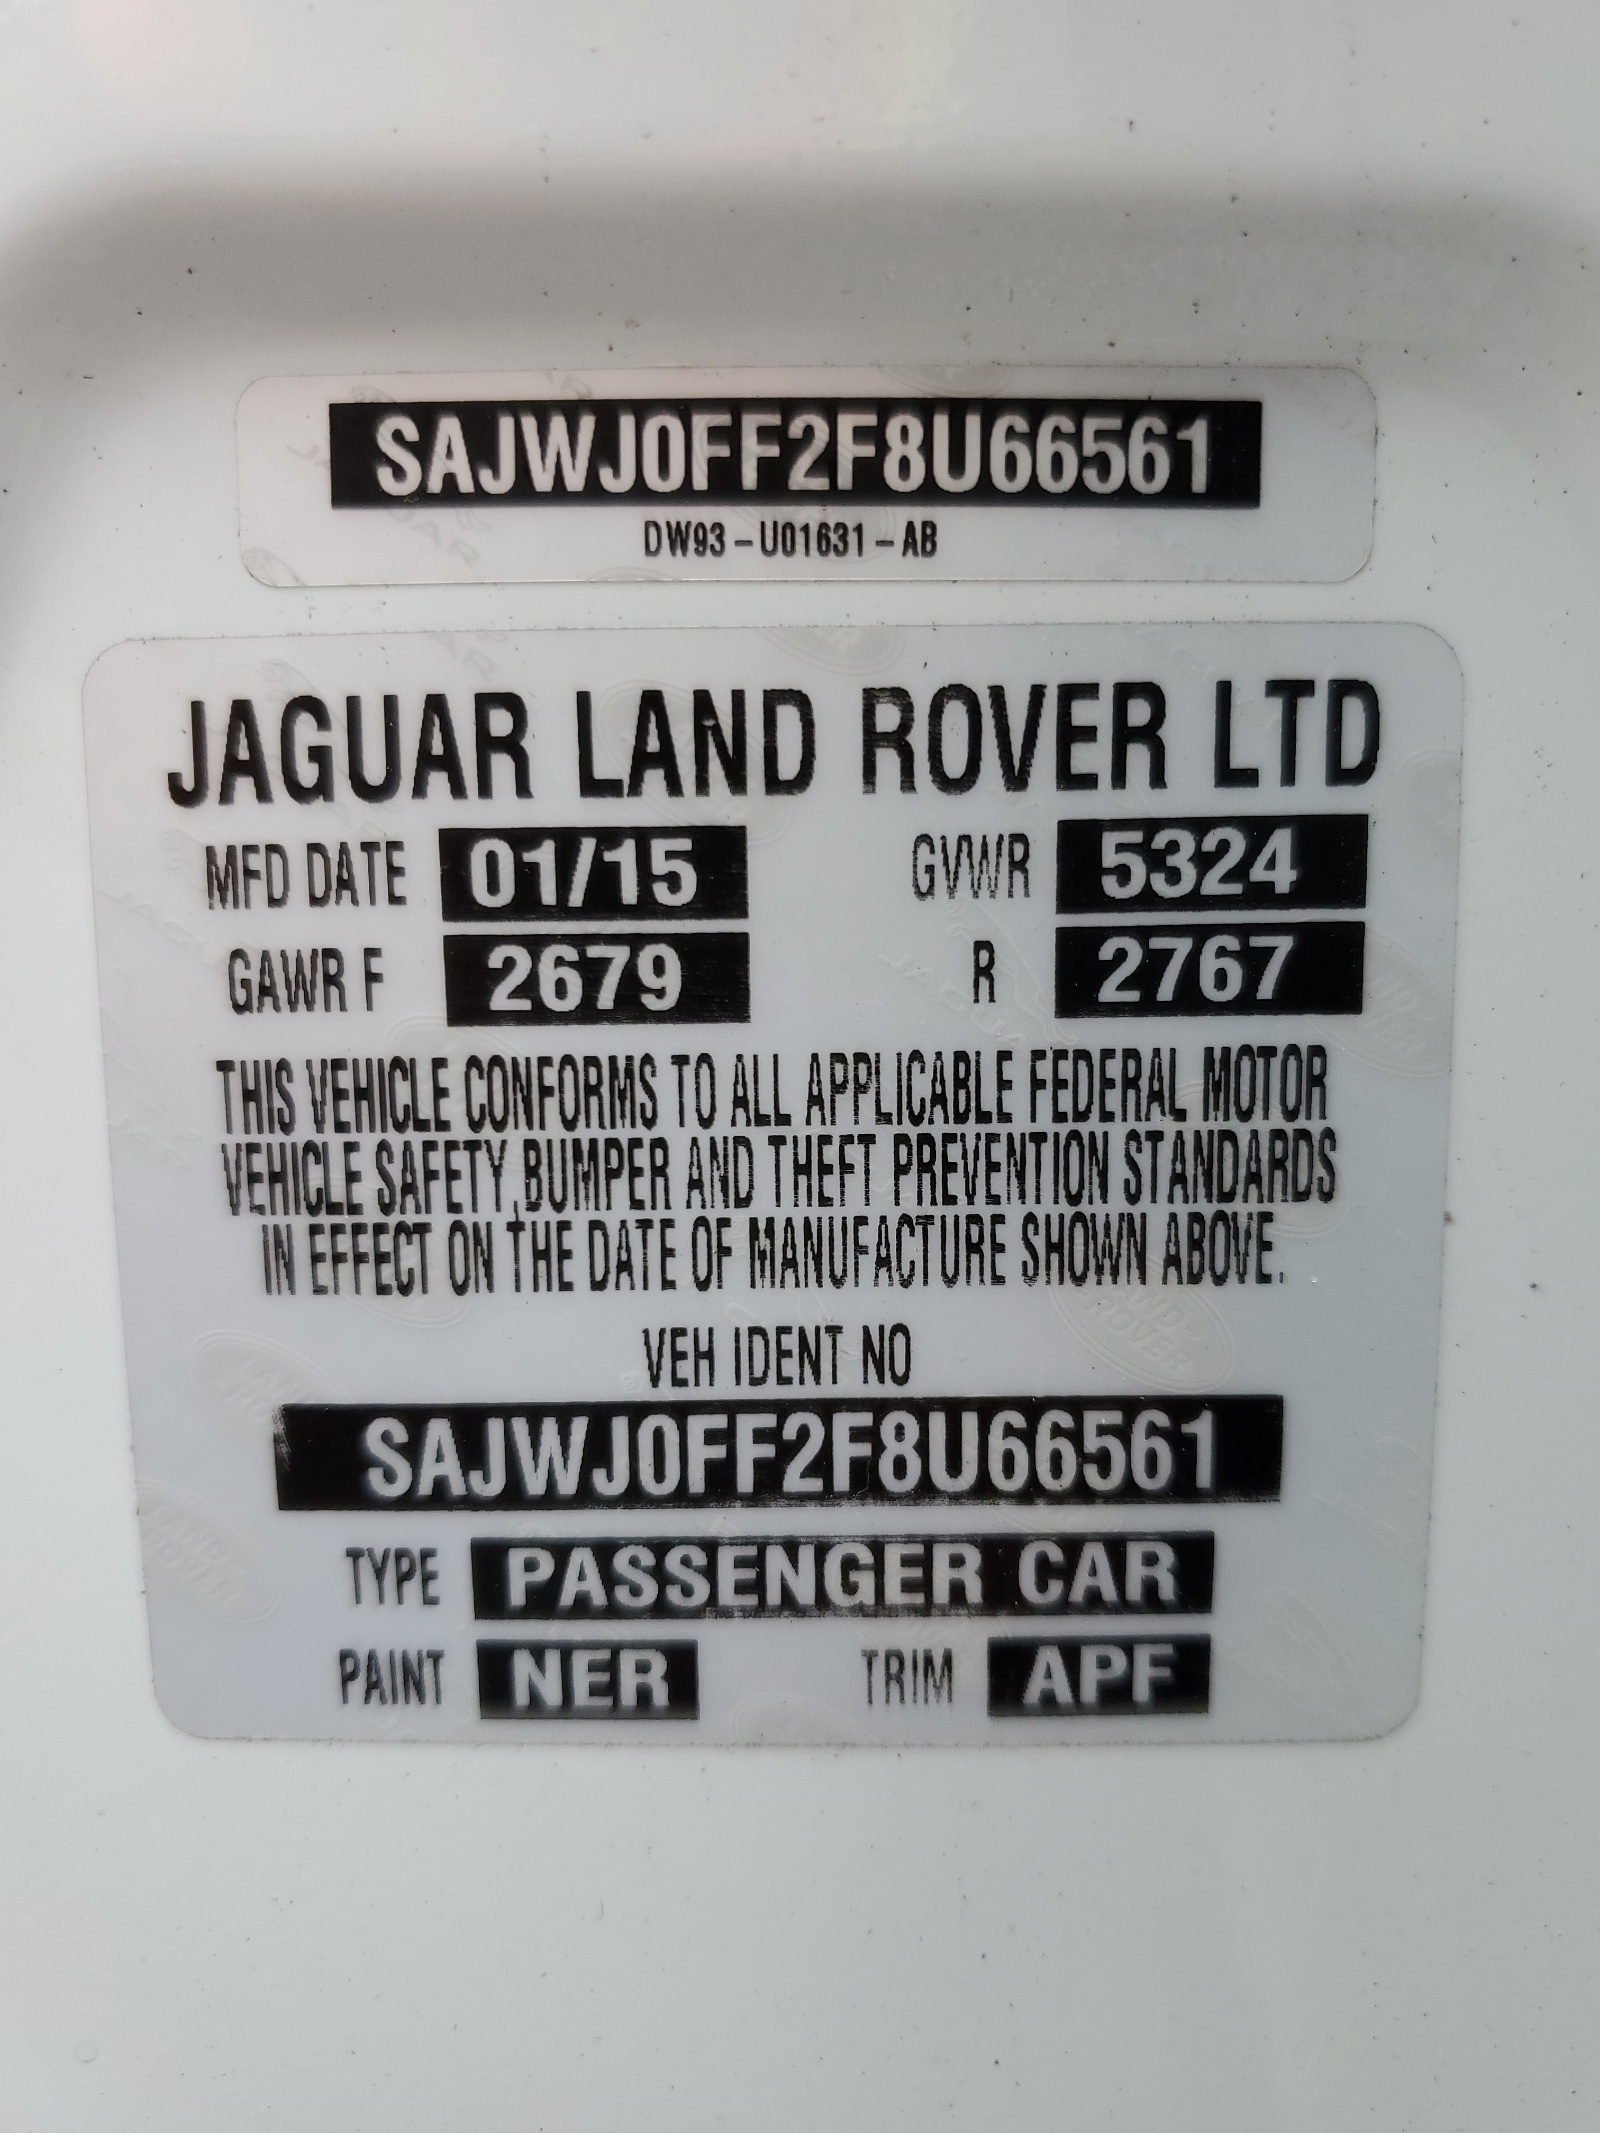 SAJWJ0FF2F8U66561
DW93-U01631-AB
JAGUAR LAND ROVER LTD
MFD DATE 01/15 GVWR 5324
GAWR F 2679 R 2767
THIS VEHICLE CONFORMS TO ALL APPLICABLE FEDERAL MOTOR
VEHICLE SAFETY,BUMPER AND THEFT PREVENTION STANDARDS
IN EFFECT ON THE DATE OF MANUFACTURE SHOWN ABOVE.
VEH IDENT NO
SAJWJ0FF2F8U66561
TYPE PASSENGER CAR
PAINT NER TRIM APF